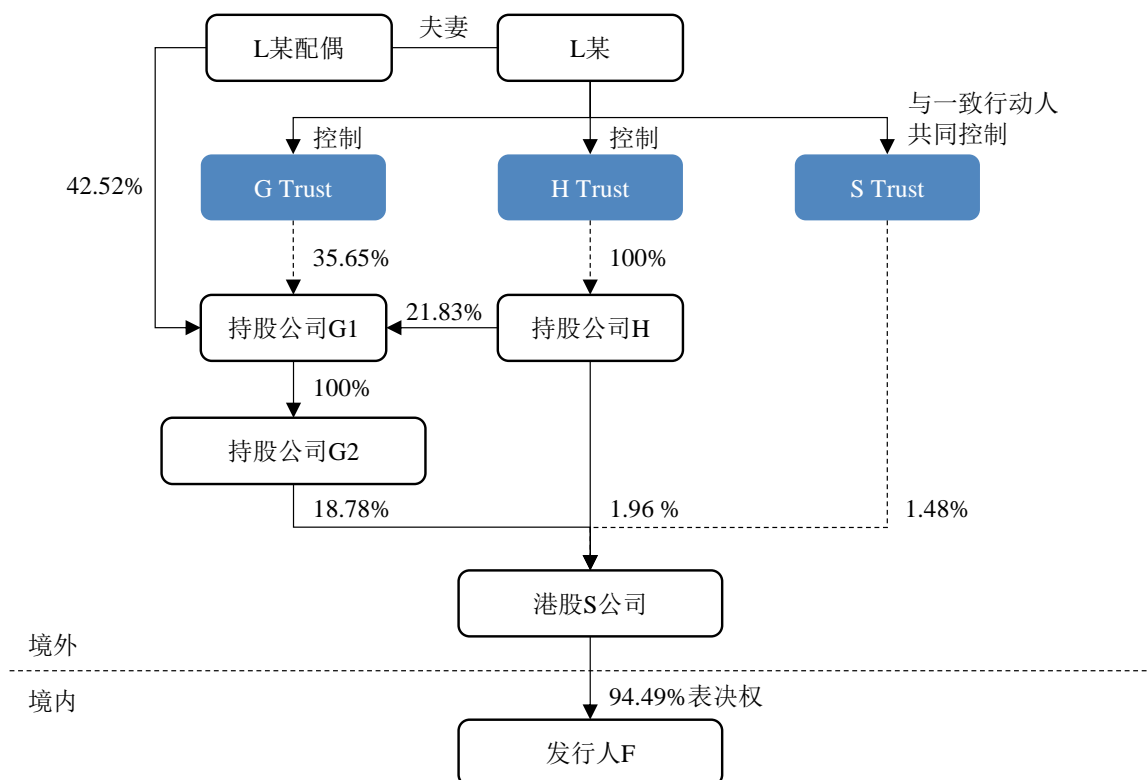 L某配偶
夫妻
L某
与一致行动人
共同控制
控制
控制
42.52%
G Trust
H Trust
S Trust
35.65%
100%
持股公司G1
21.83%
持股公司H
100%
持股公司G2
18.78%
1.96 %
1.48%
港股S公司
境外
境内
94.49%表决权
发行人F